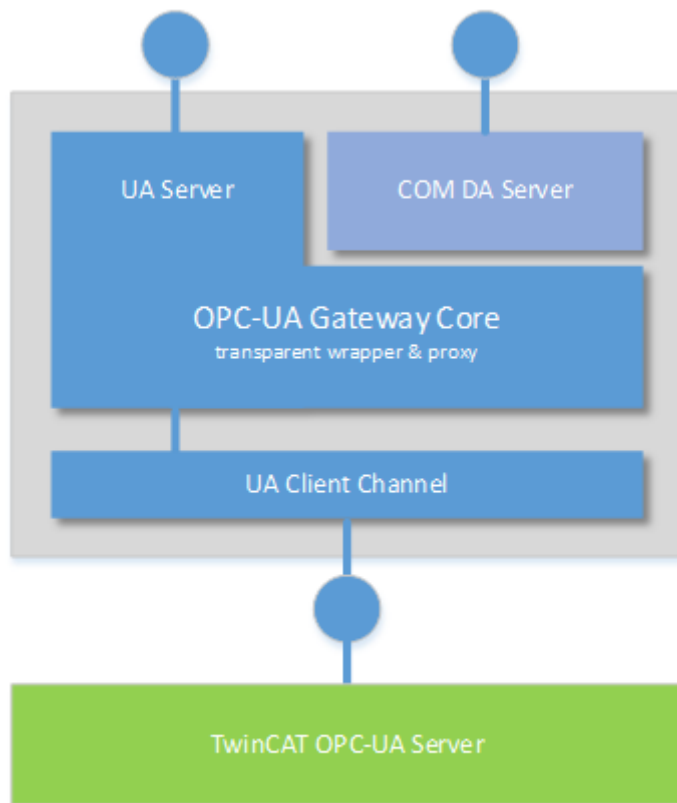 UA Server
COM DA Server
OPC-UA Gateway Core
transparent wrapper & proxy
UA Client Channel
TwinCAT OPC-UA Server